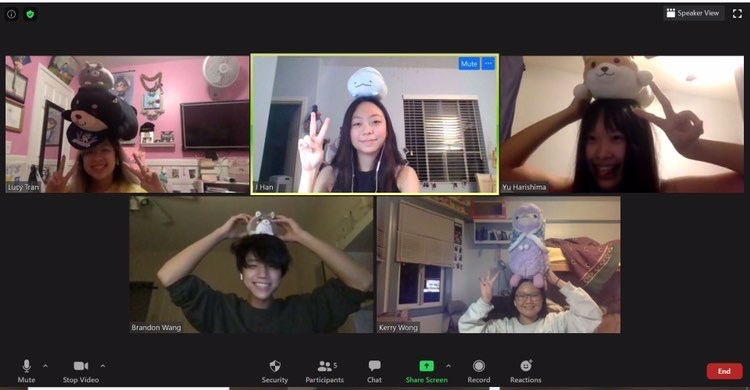 Speaker View
Mute
Lucy Tran
J Han
Yu Harishima
Brandon Wang
Kerry Wong
Mute
Stop Video
Security
Participants
5
Chat
Share Screen
Record
Reactions
End